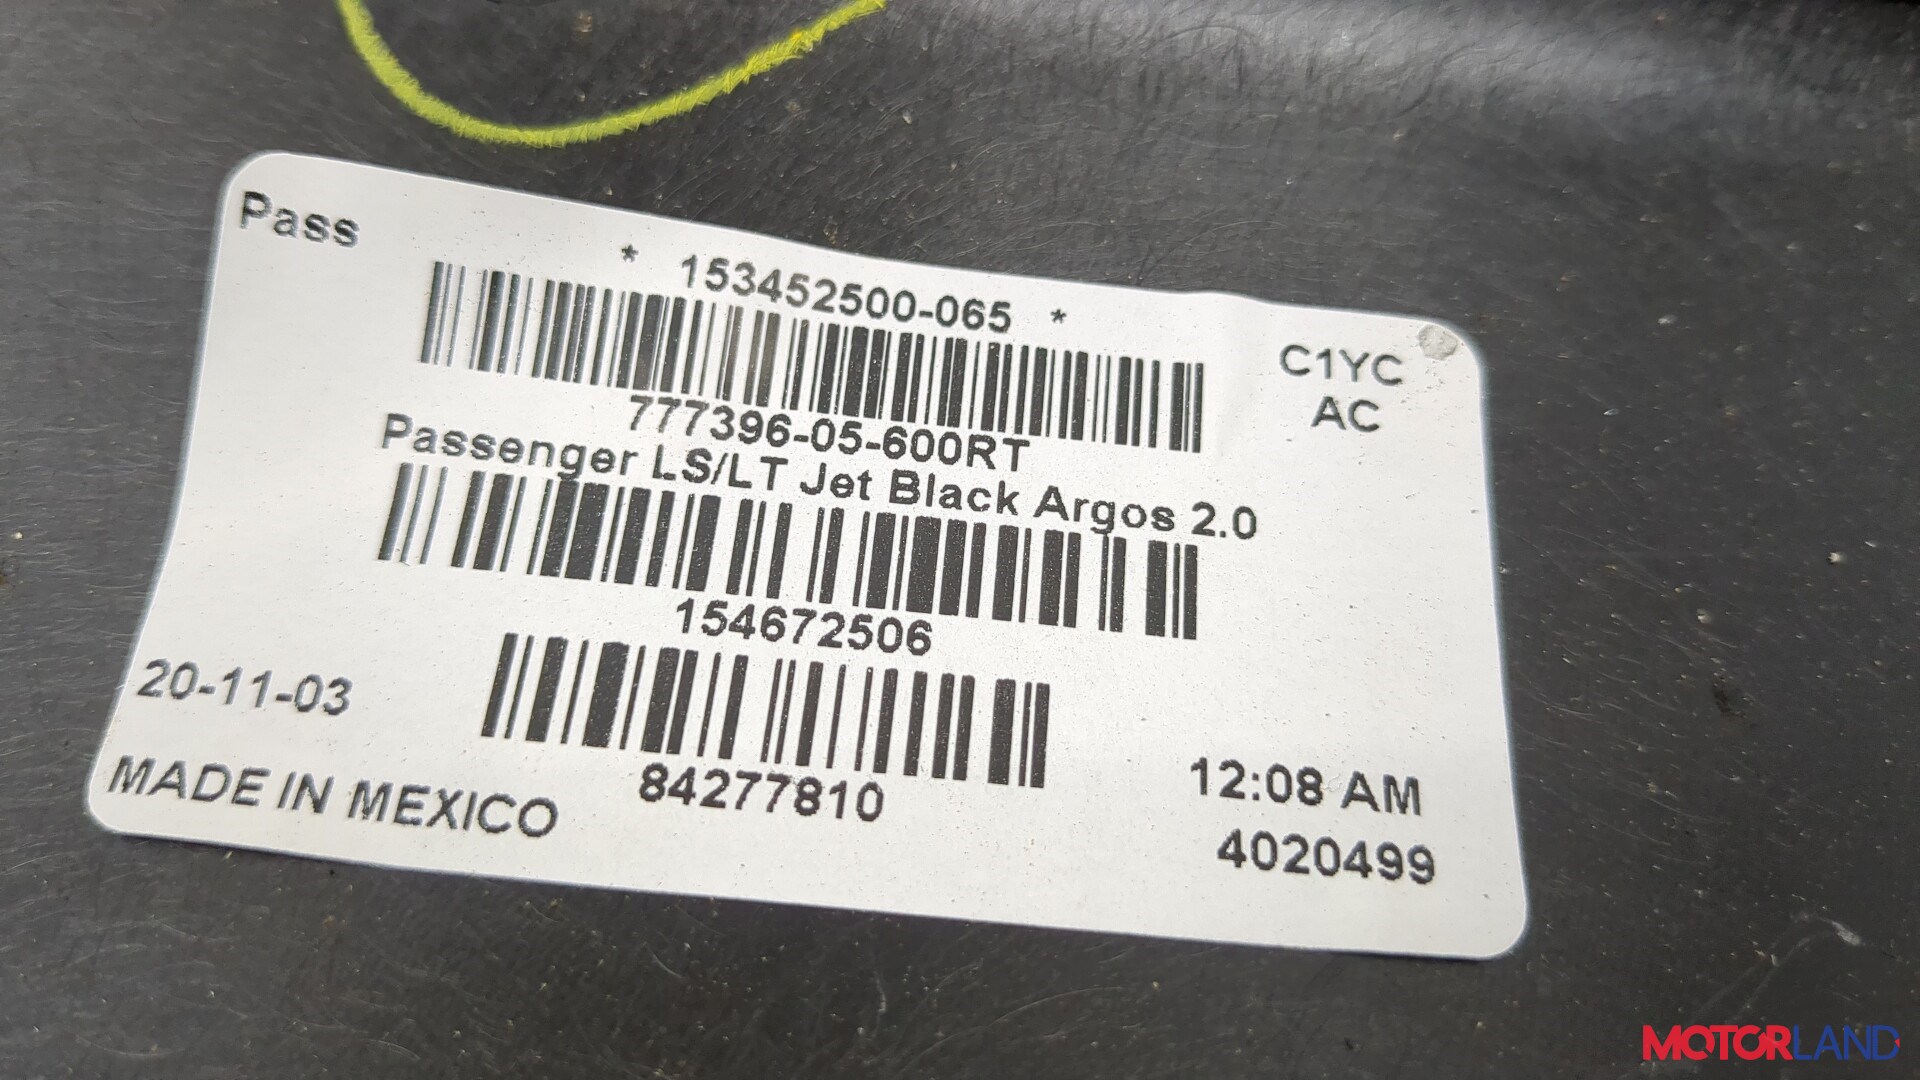 Pass
* 153452500-065 *
C1YC
AC
777396-05-600RT
Passenger LS/LT Jet Black Argos 2.0
154672506
20-11-03
84277810
MADE IN MEXICO
12:08 AM
4020499
MOTORLAND